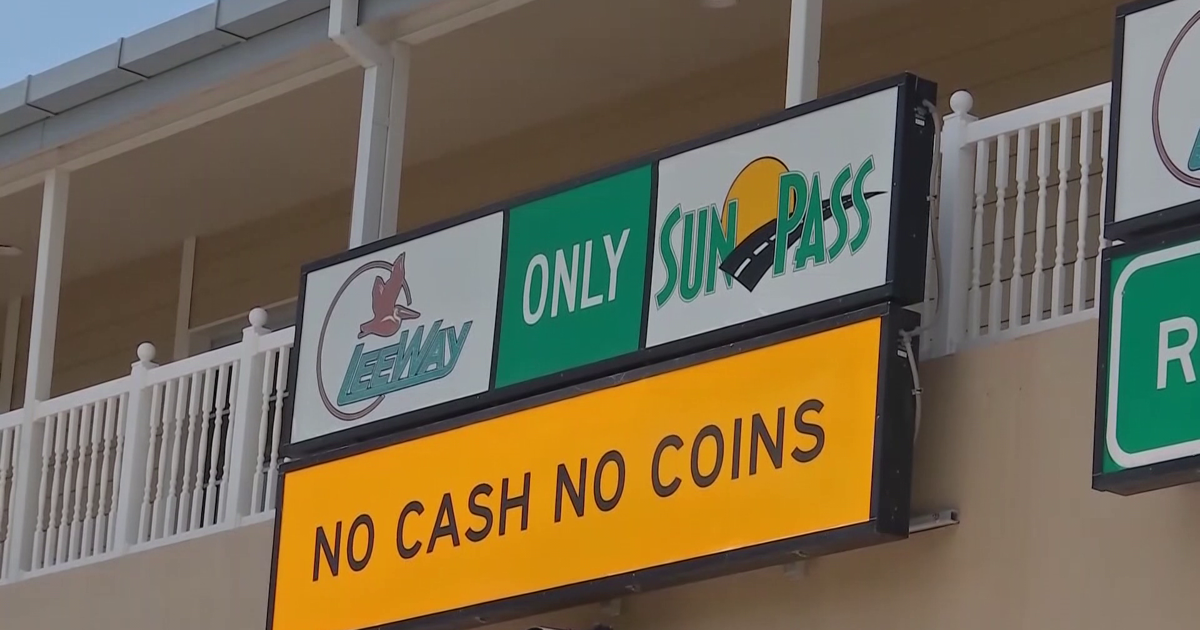 LEEWAY
ONLY
SUNPASS
NO CASH NO COINS
R